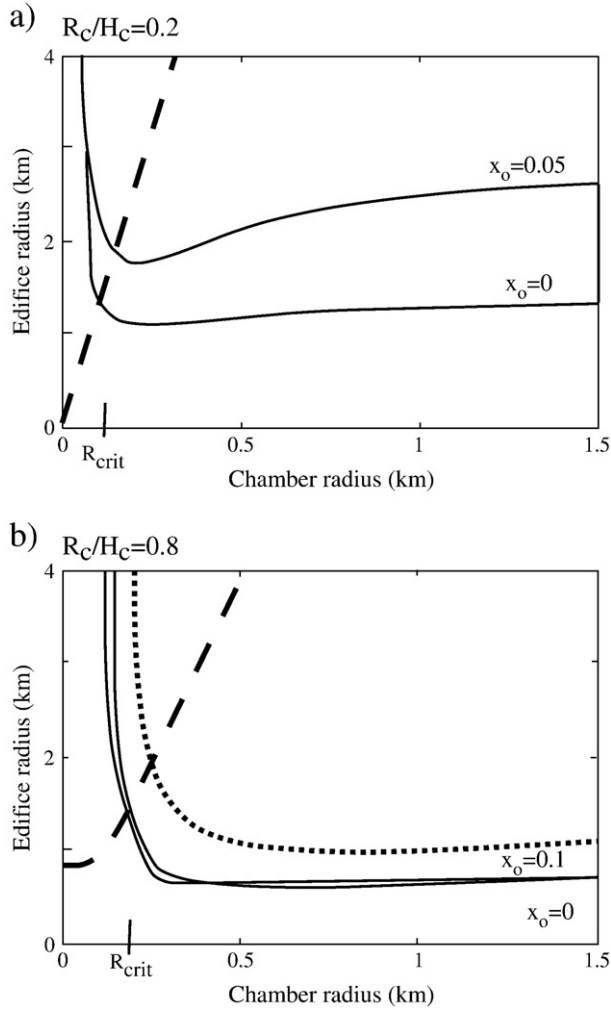 a)
R_C/H_C=0.2
4
x_o=0.05
Edifice radius (km)
2
x_o=0
0
0
0.5
1
1.5
R_crit
Chamber radius (km)
b)
R_C/H_C=0.8
4
Edifice radius (km)
2
x_o=0.1
x_o=0
0
0
0.5
1
1.5
R_crit
Chamber radius (km)